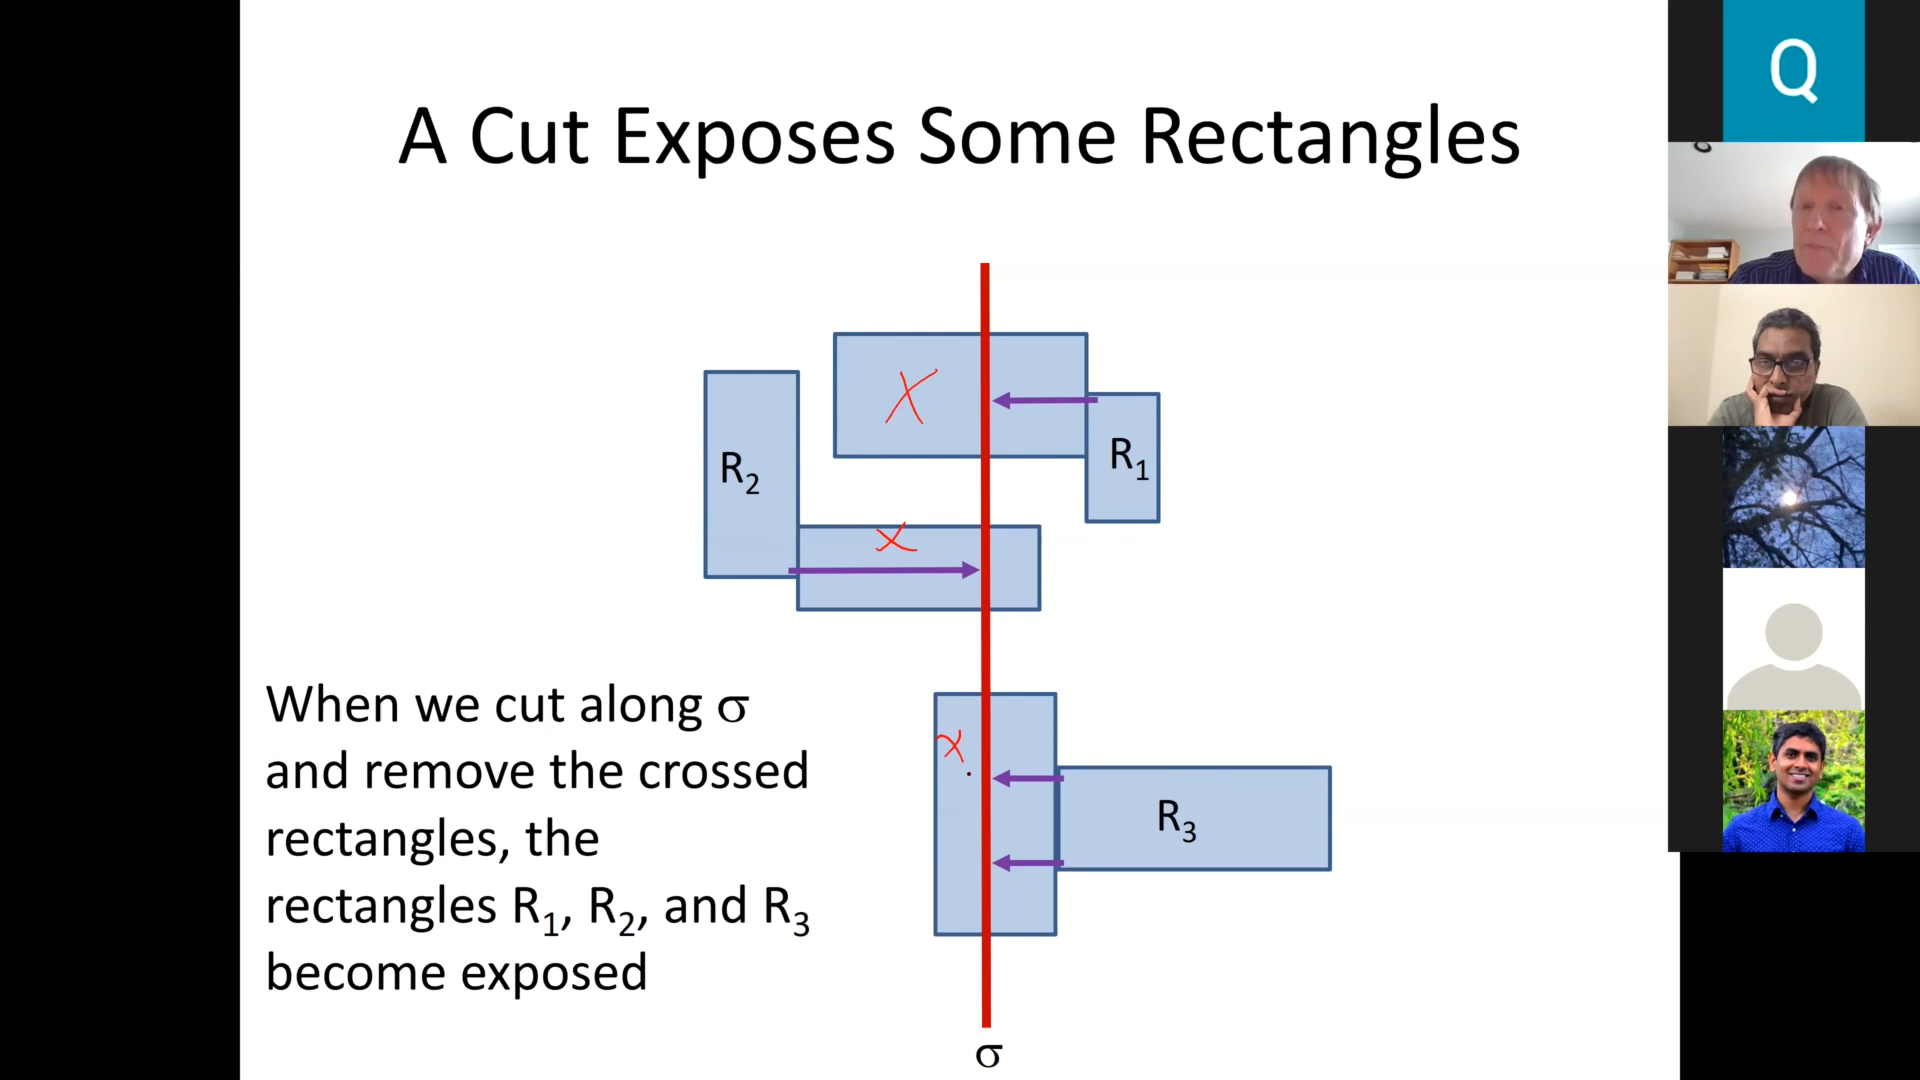 A Cut Exposes Some Rectangles
Q
X
R₂
R₁
x
When we cut along σ
and remove the crossed
rectangles, the
rectangles R₁, R₂, and R₃
become exposed
x
R₃
σ